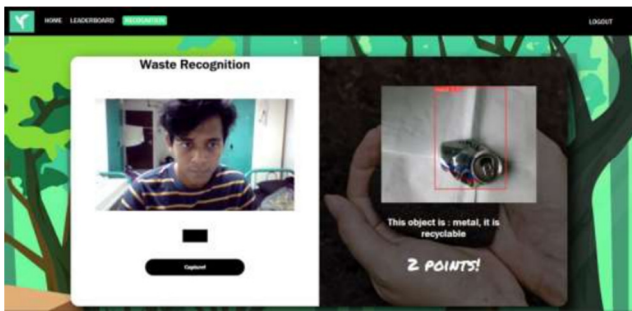 HOME LEADERBOARD RECOGNITION LOGOUT
Waste Recognition
Capture!
This object is : metal, it is
recyclable
2 POINTS!